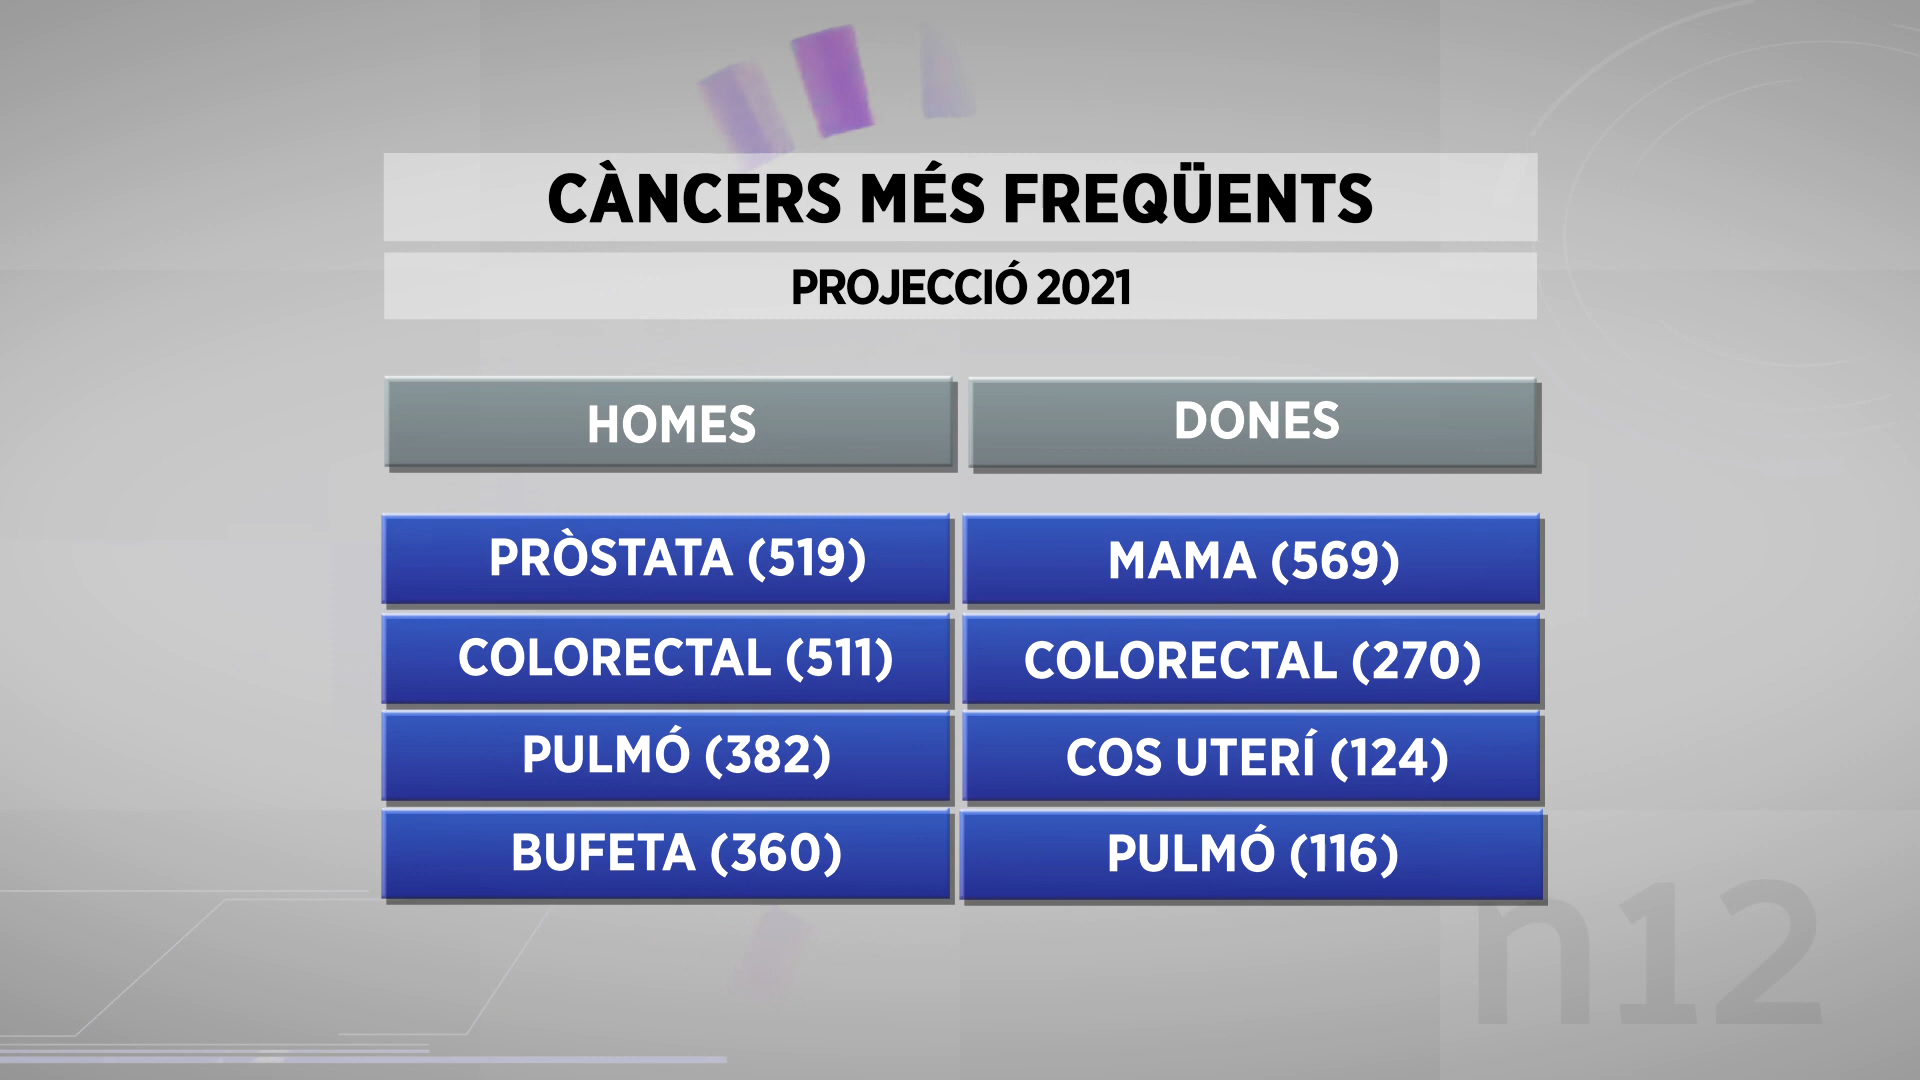 CÀNCERS MÉS FREQÜENTS
PROJECCIÓ 2021
HOMES
DONES
PRÒSTATA (519)
MAMA (569)
COLORECTAL (511)
COLORECTAL (270)
PULMÓ (382)
COS UTERÍ (124)
BUFETA (360)
PULMÓ (116)
n12